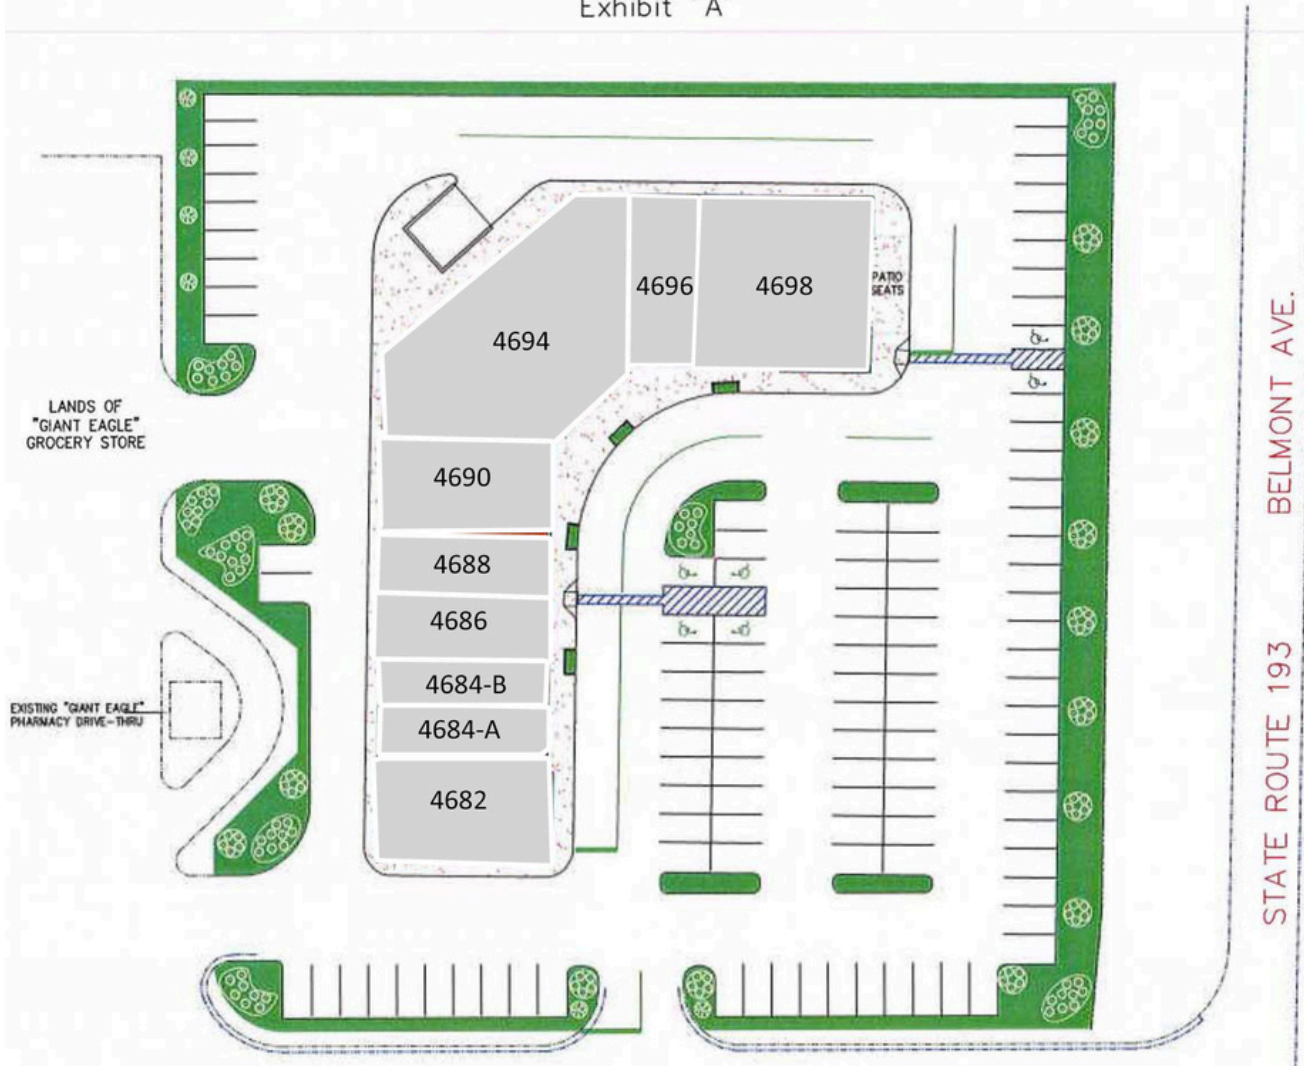 Exhibit "A"
4696
4698
PATIO
SEATS
4694
LANDS OF
"GIANT EAGLE"
GROCERY STORE
4690
4688
4686
4684-B
4684-A
4682
EXISTING "GIANT EAGLE"
PHARMACY DRIVE-THRU
STATE ROUTE 193 BELMONT AVE.